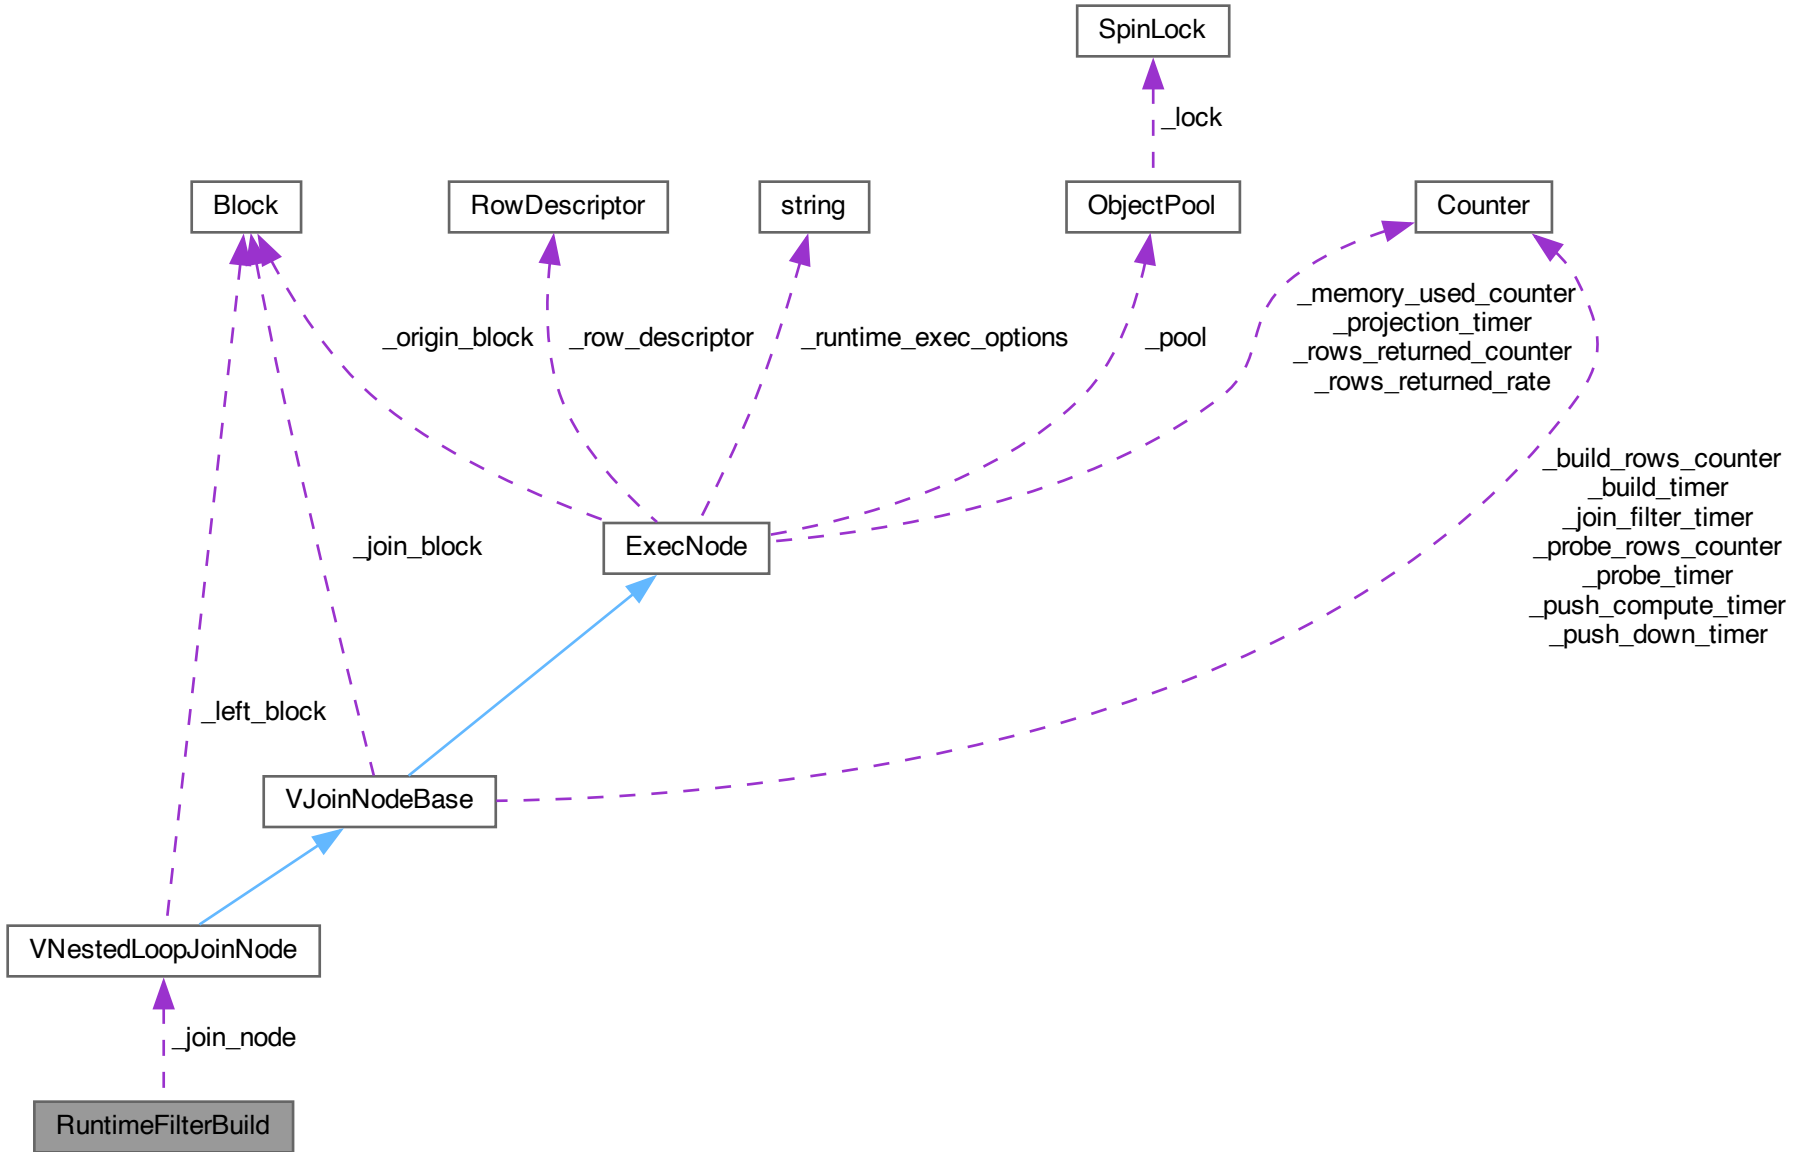 SpinLock
_lock
Block
RowDescriptor
string
ObjectPool
Counter
_memory_used_counter
_projection_timer
_rows_returned_counter
_rows_returned_rate
_origin_block
_row_descriptor
_runtime_exec_options
_pool
_build_rows_counter
_build_timer
_join_filter_timer
_probe_rows_counter
_probe_timer
_push_compute_timer
_push_down_timer
_join_block
ExecNode
_left_block
VJoinNodeBase
VNestedLoopJoinNode
_join_node
RuntimeFilterBuild